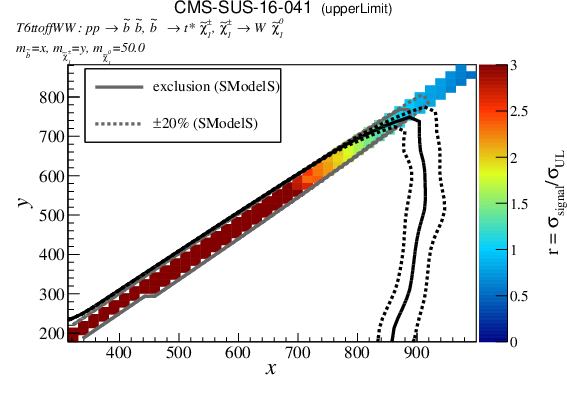 CMS-SUS-16-041 (upperLimit)
T6ttoffWW : pp → b̃ b̃, b̃ → t* χ̃₁±, χ̃₁± → W χ̃₁⁰
m_b̃=x, m_χ̃₁±=y, m_χ̃₁⁰=50.0
exclusion (SModelS)
±20% (SModelS)
800
700
600
500
400
300
200
y
400 500 600 700 800 900
x
3
2.5
2
1.5
1
0.5
0
r = σsignal/σUL